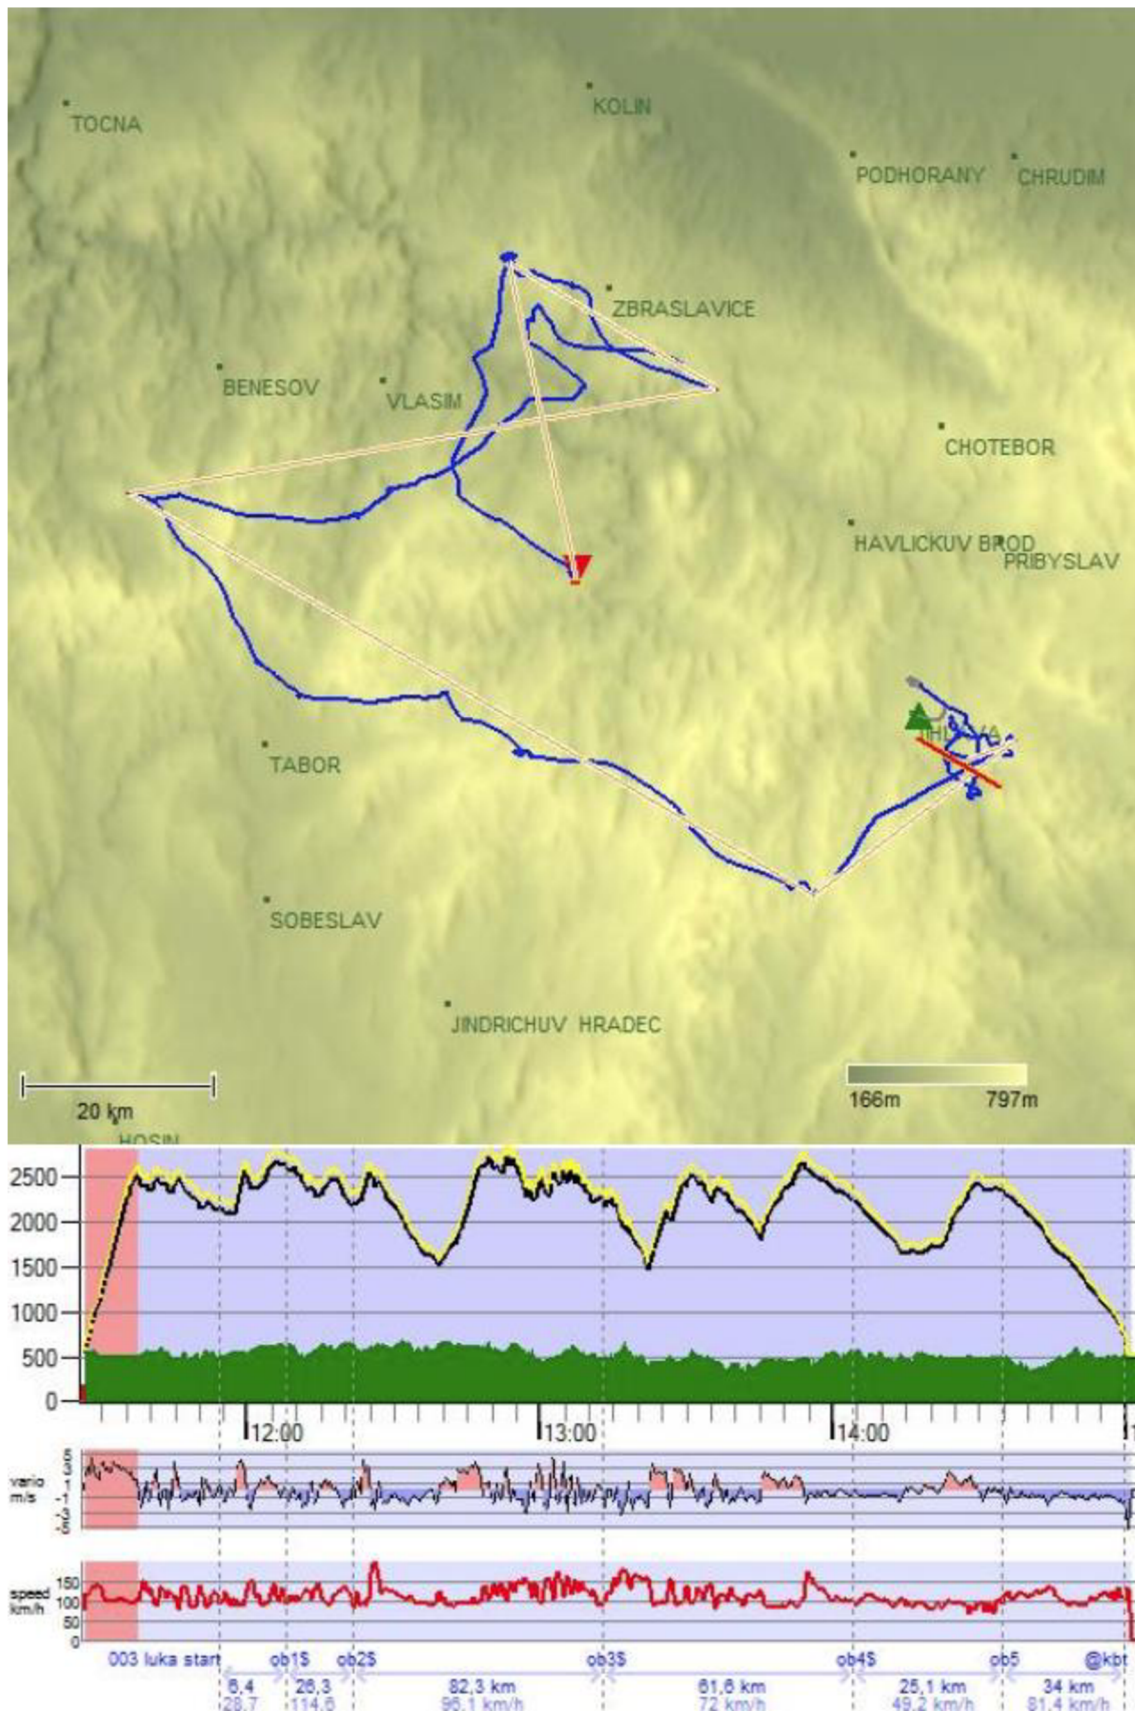 KOLIN
TOCNA
PODHORANY
CHRUDIM
ZBRASLAVICE
BENESOV
VLASIM
CHOTEBOR
HAVLICKUV BROD
PRIBYSLAV
TABOR
SOBESLAV
JINDRICHUV HRADEC
20 km
166m 797m
HOSIN
2500
2000
1500
1000
500
0
12:00 13:00 14:00
vario
m/s
-1
-3
speed
km/h
150
100
50
0
003 luka start ob1$ ob2$ ob3$ ob4$ ob5 @kbt
6,4 26,3 82,3 km 61,6 km 25,1 km 34 km
28.7 114.6 96.1 km/h 72 km/h 49.2 km/h 81.4 km/h